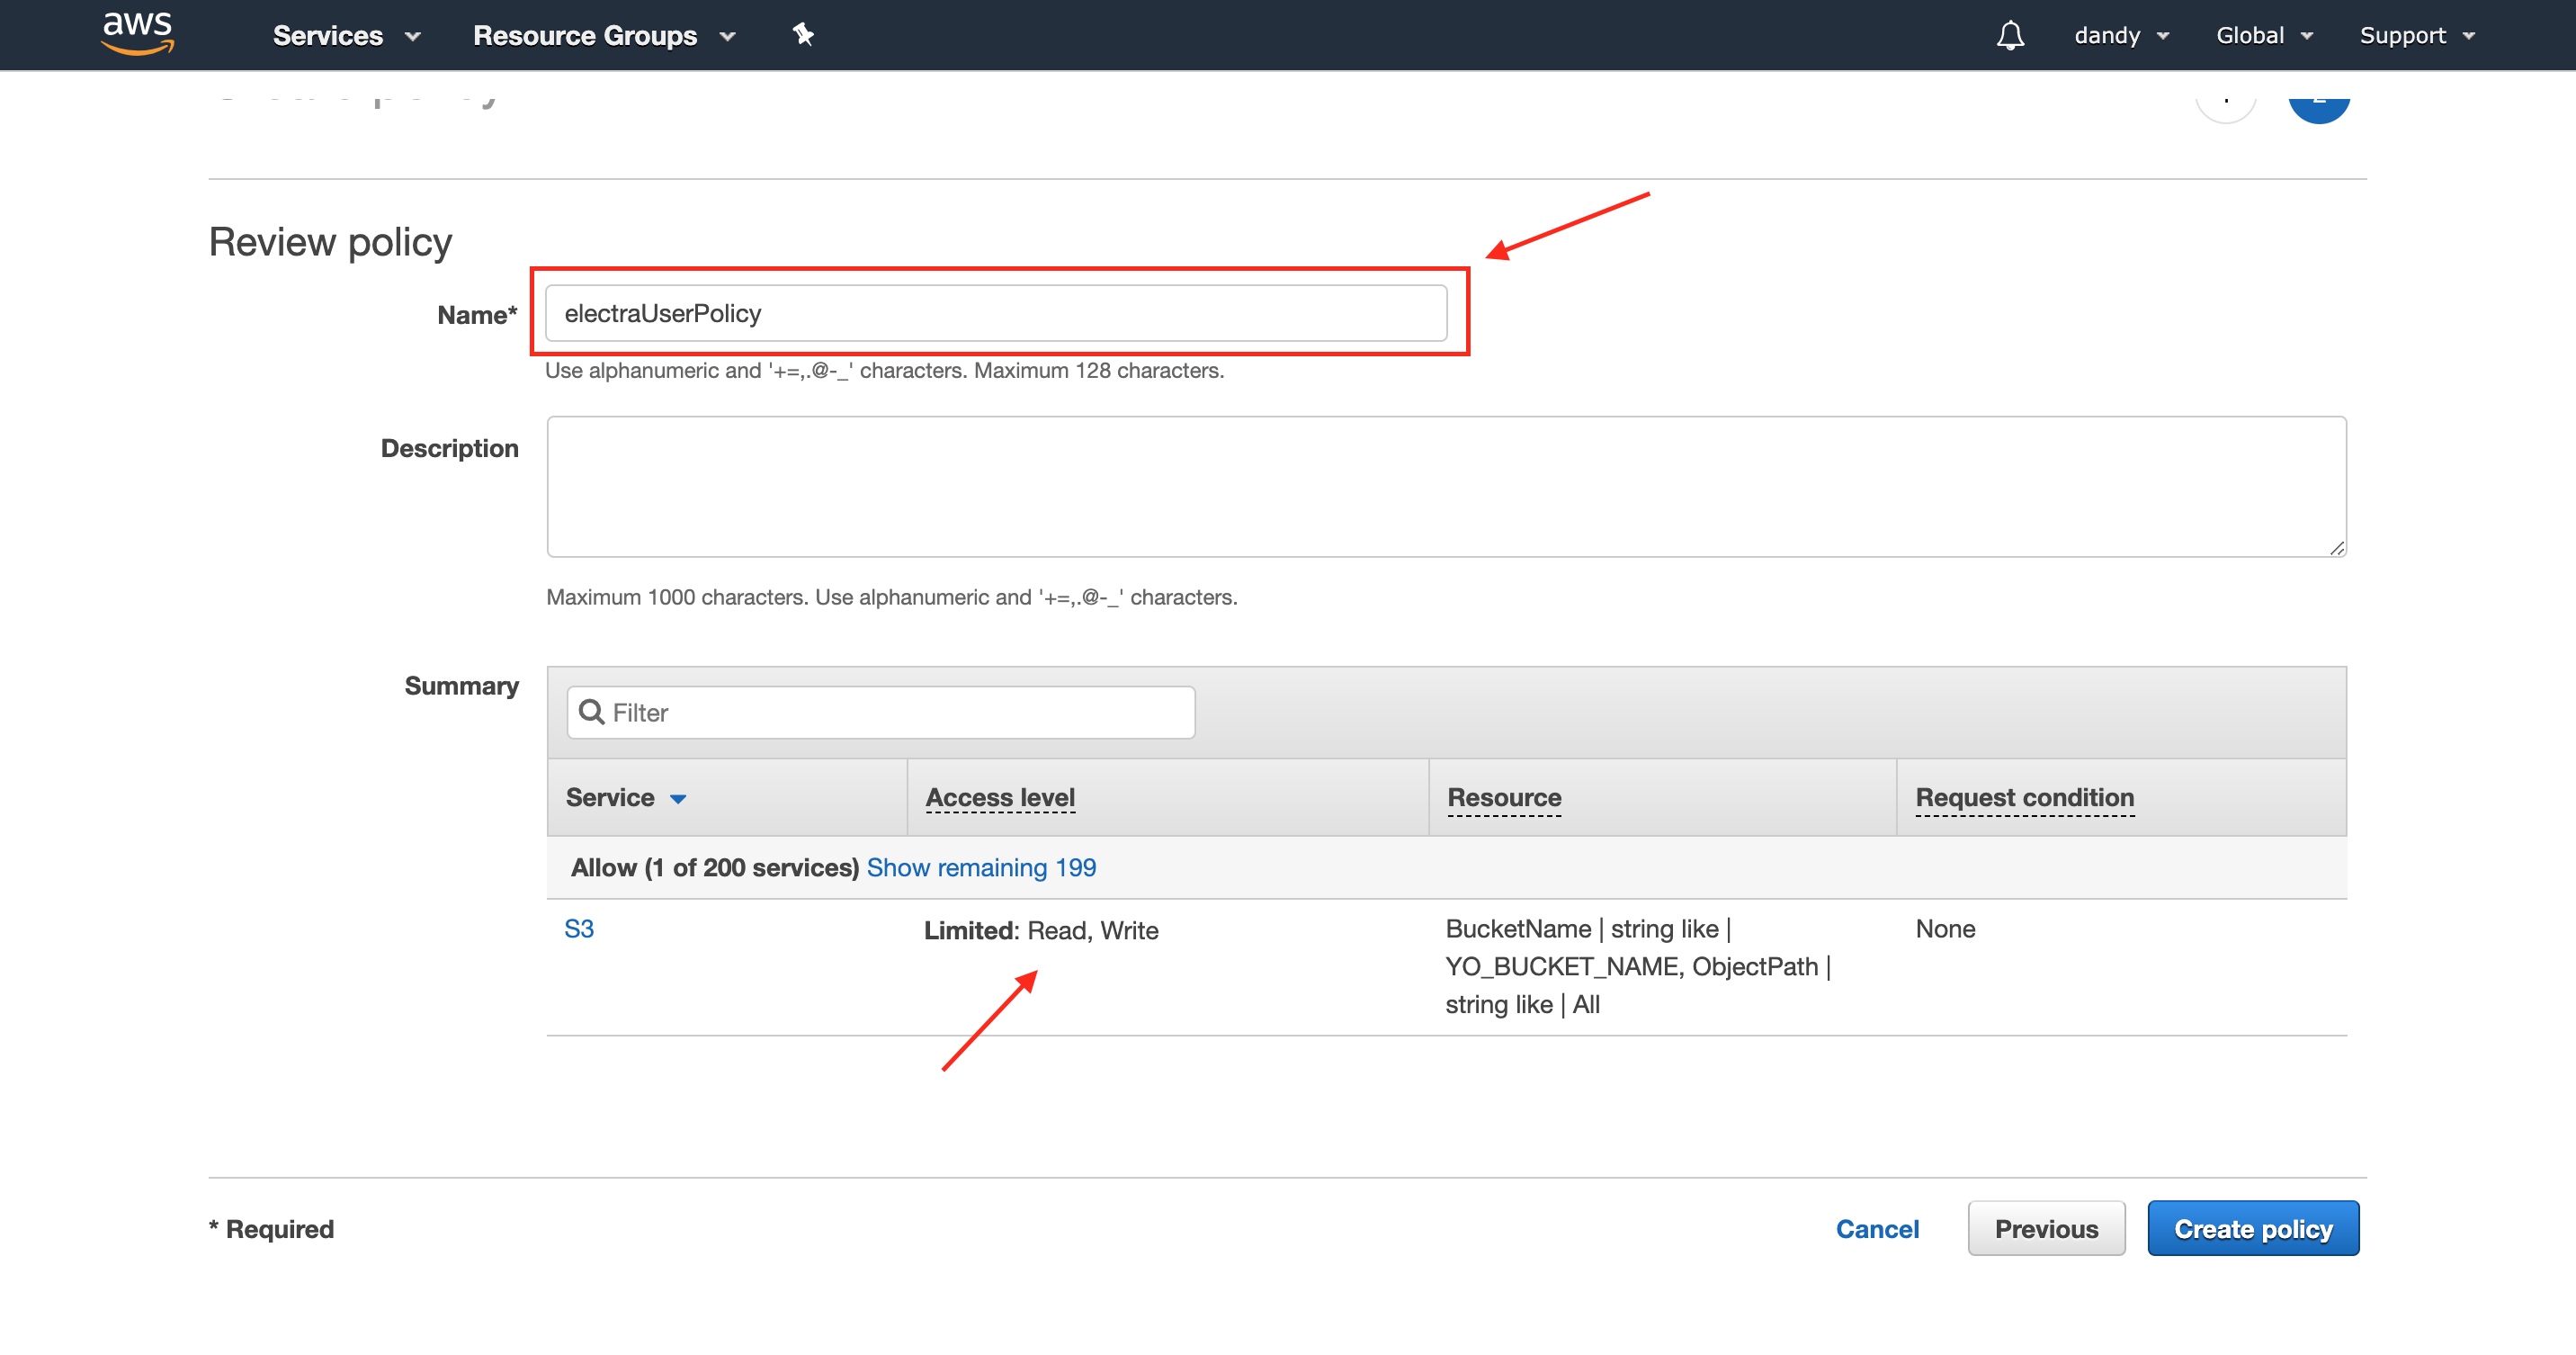 aws Services Resource Groups dandy Global Support
Review policy
Name* electraUserPolicy
Use alphanumeric and '+=,.@-_' characters. Maximum 128 characters.
Description
Maximum 1000 characters. Use alphanumeric and '+=,.@-_' characters.
Summary
Filter
Service Access level Resource Request condition
Allow (1 of 200 services) Show remaining 199
S3 Limited: Read, Write BucketName | string like | None
YO_BUCKET_NAME, ObjectPath |
string like | All
* Required Cancel Previous Create policy